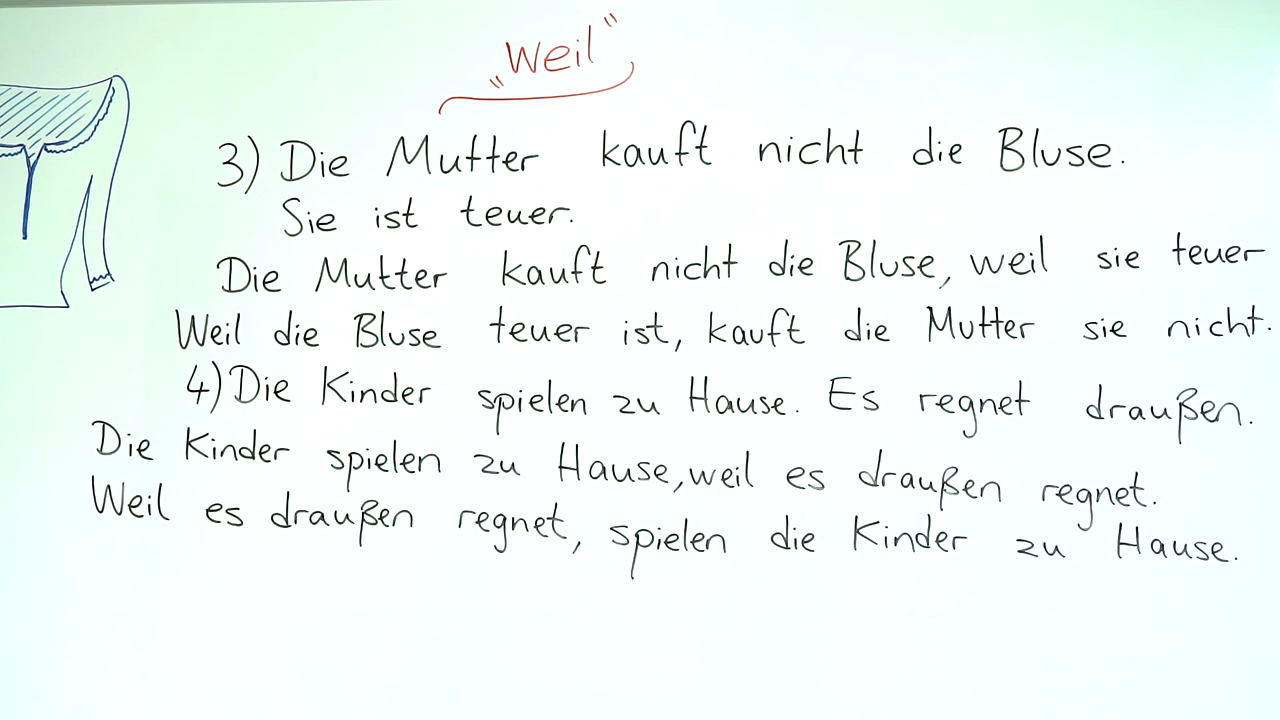 „Weil"
3) Die Mutter kauft nicht die Bluse.
Sie ist teuer.
Die Mutter kauft nicht die Bluse, weil sie teuer
Weil die Bluse teuer ist, kauft die Mutter sie nicht.
4) Die Kinder spielen zu Hause. Es regnet draußen.
Die Kinder spielen zu Hause, weil es draußen regnet.
Weil es draußen regnet, spielen die Kinder zu Hause.